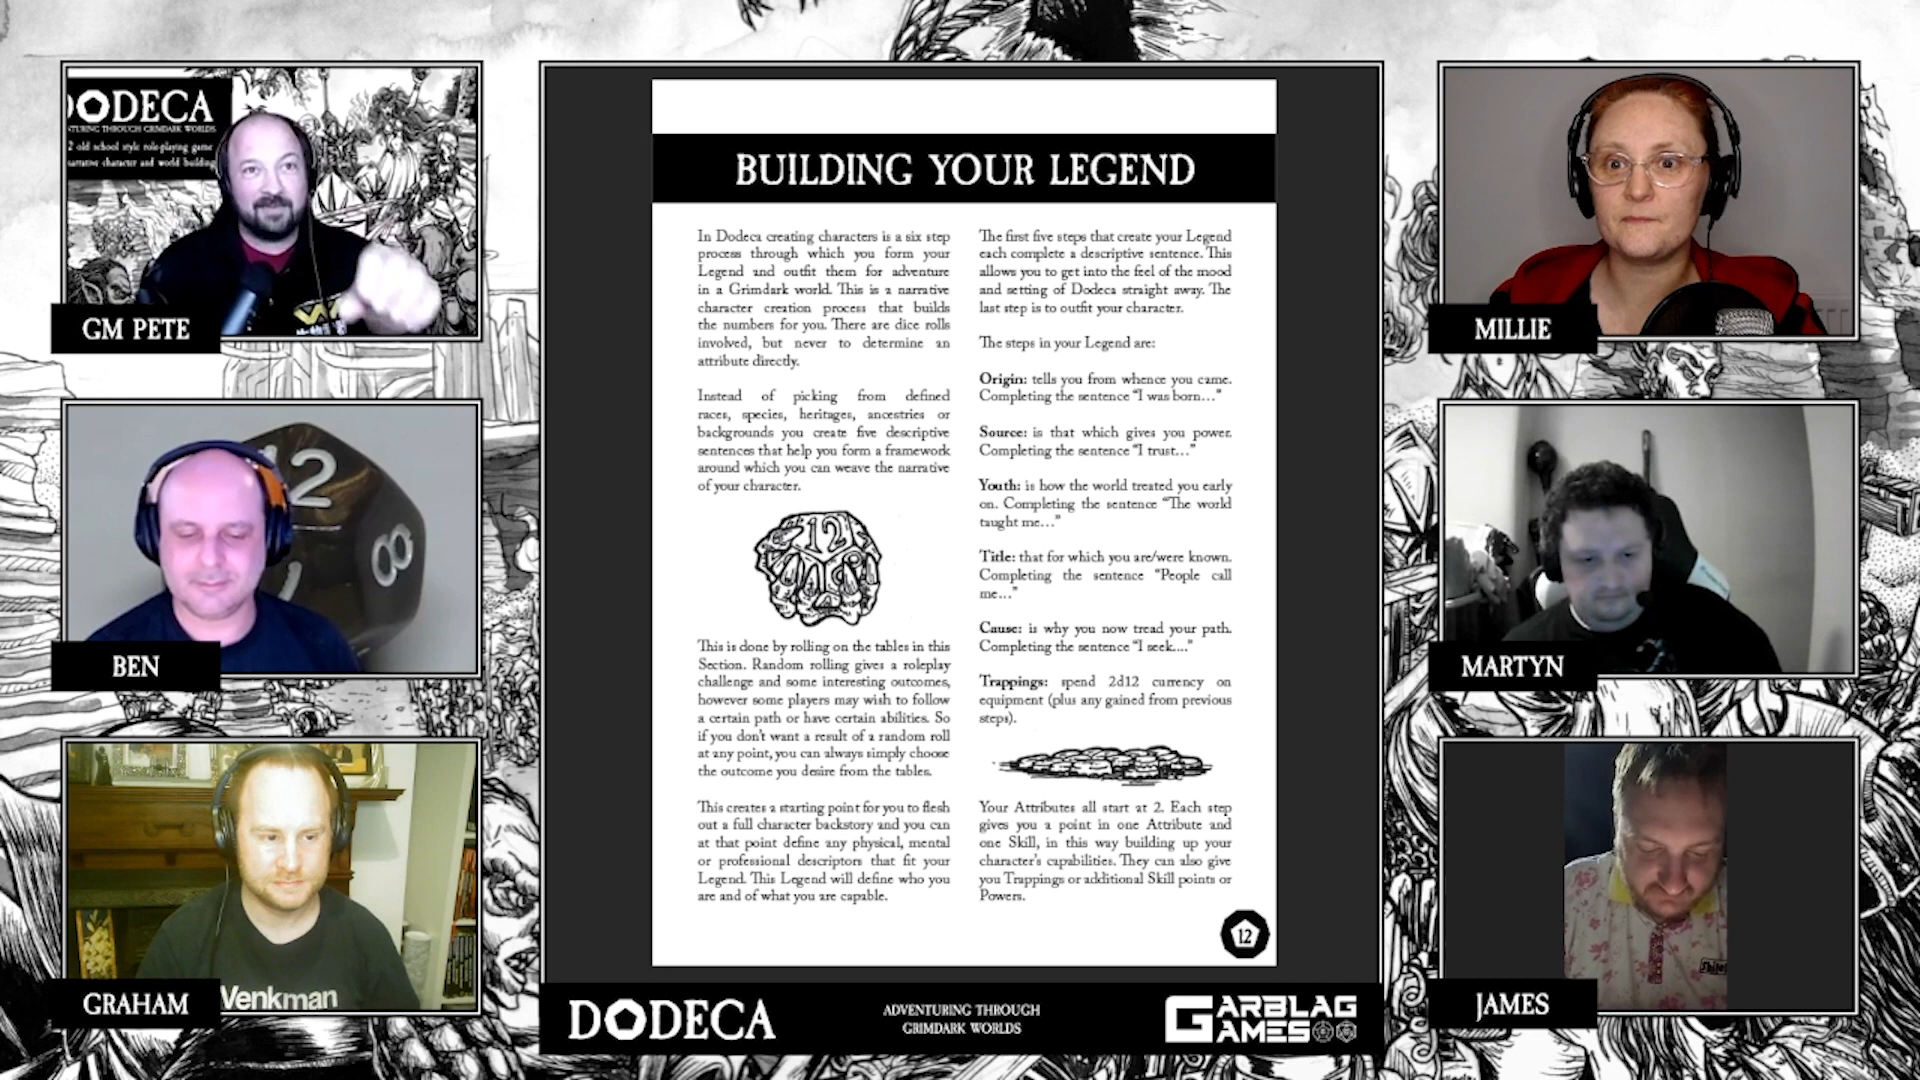 DODECA
ADVENTURING THROUGH GRIMDARK WORLDS
2 old school style role-playing game
narrative character and world building
GM PETE
12
8
BEN
Venkman
GRAHAM
BUILDING YOUR LEGEND
In Dodeca creating characters is a six step
process through which you form your
Legend and outfit them for adventure
in a Grimdark world. This is a narrative
character creation process that builds
the numbers for you. There are dice rolls
involved, but never to determine an
attribute directly.
Instead of picking from defined
races, species, heritages, ancestries or
backgrounds you create five descriptive
sentences that help you form a framework
around which you can weave the narrative
of your character.
12
This is done by rolling on the tables in this
Section. Random rolling gives a roleplay
challenge and some interesting outcomes,
however some players may wish to follow
a certain path or have certain abilities. So
if you don't want a result of a random roll
at any point, you can always simply choose
the outcome you desire from the tables.
This creates a starting point for you to flesh
out a full character backstory and you can
at that point define any physical, mental
or professional descriptors that fit your
Legend. This Legend will define who you
are and of what you are capable.
The first five steps that create your Legend
each complete a descriptive sentence. This
allows you to get into the feel of the mood
and setting of Dodeca straight away. The
last step is to outfit your character.
The steps in your Legend are:
Origin: tells you from whence you came.
Completing the sentence “I was born...”
Source: is that which gives you power.
Completing the sentence “I trust...”
Youth: is how the world treated you early
on. Completing the sentence “The world
taught me...”
Title: that for which you are/were known.
Completing the sentence “People call
me...”
Cause: is why you now tread your path.
Completing the sentence “I seek....”
Trappings: spend 2d12 currency on
equipment (plus any gained from previous
steps).
Your Attributes all start at 2. Each step
gives you a point in one Attribute and
one Skill, in this way building up your
character's capabilities. They can also give
you Trappings or additional Skill points or
Powers.
12
DODECA
ADVENTURING THROUGH
GRIMDARK WORLDS
GARBLAG
GAMES
MILLIE
MARTYN
JAMES